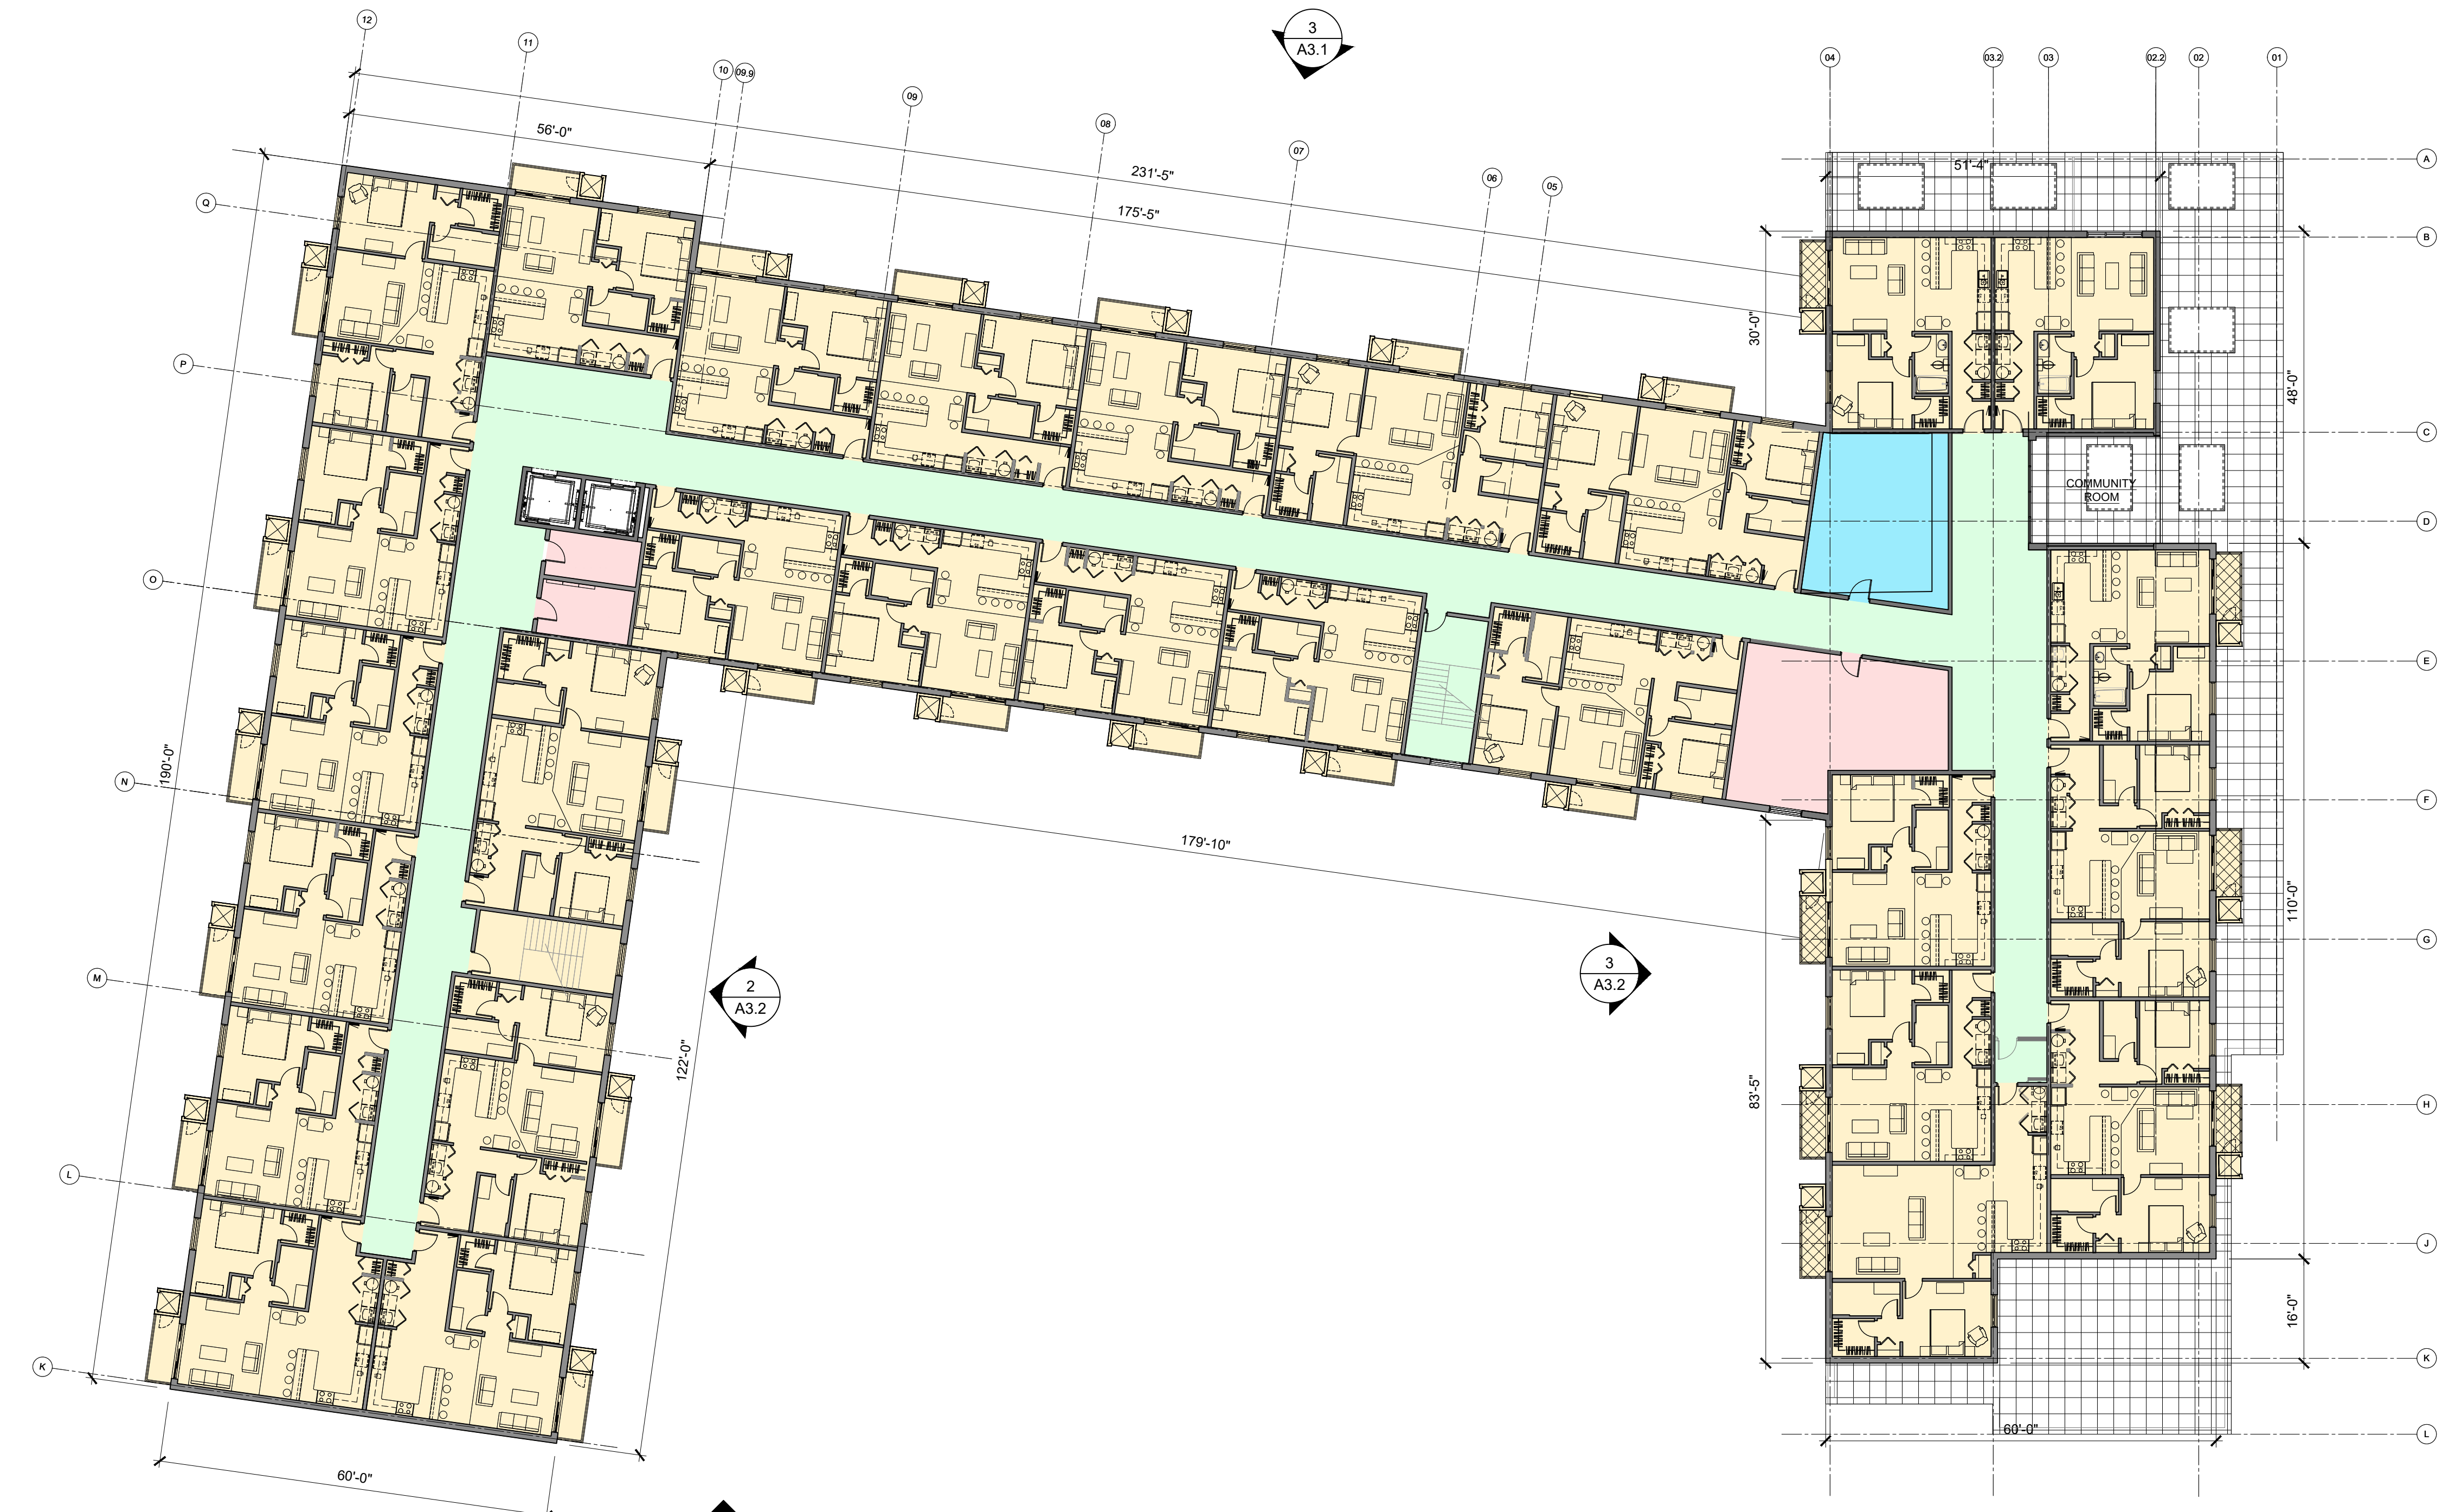 3
A3.1
12
11
10
09.9
09
08
07
06
05
04
03.2
03
02.2
02
01
56'-0"
231'-5"
175'-5"
51'-4"
A
Q
B
30'-0"
48'-0"
P
C
COMMUNITY
ROOM
D
O
E
190'-0"
N
F
179'-10"
110'-0"
G
M
2
A3.2
3
A3.2
122'-0"
83'-5"
H
L
J
16'-0"
K
K
60'-0"
L
60'-0"